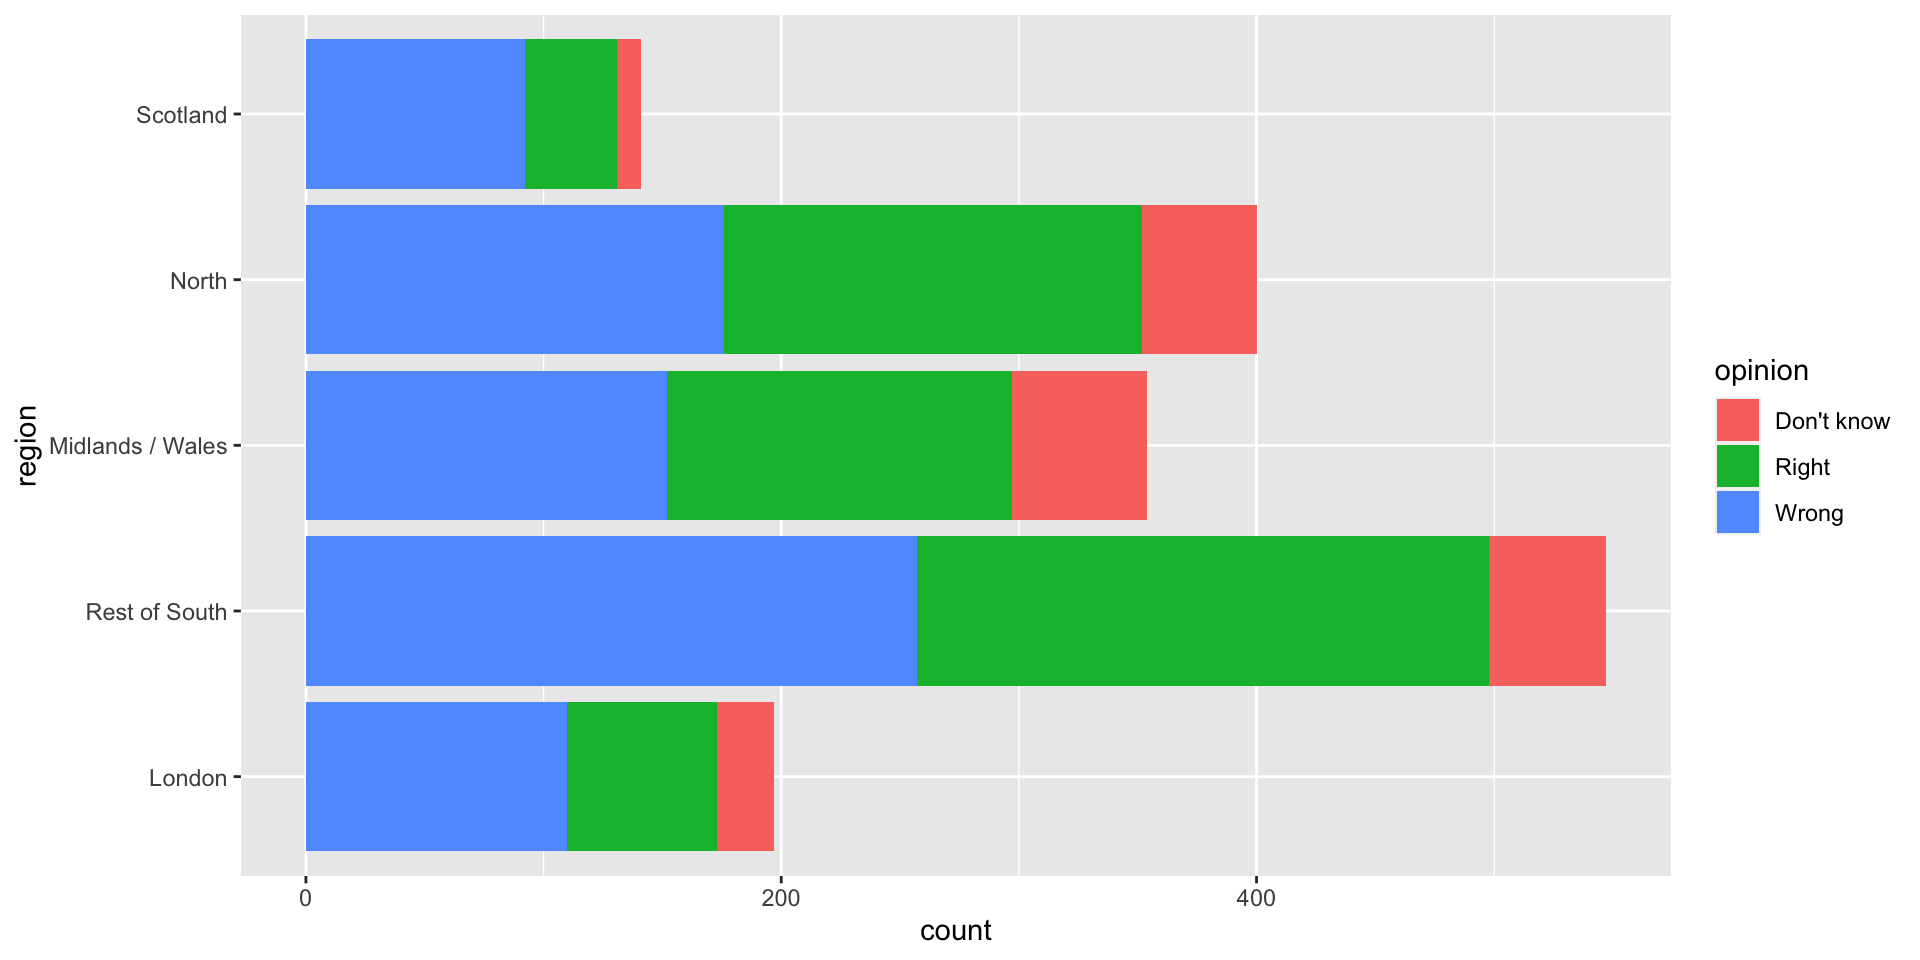 Scotland
North
Midlands / Wales
Rest of South
London
region
0 200 400
count
opinion
Don't know
Right
Wrong